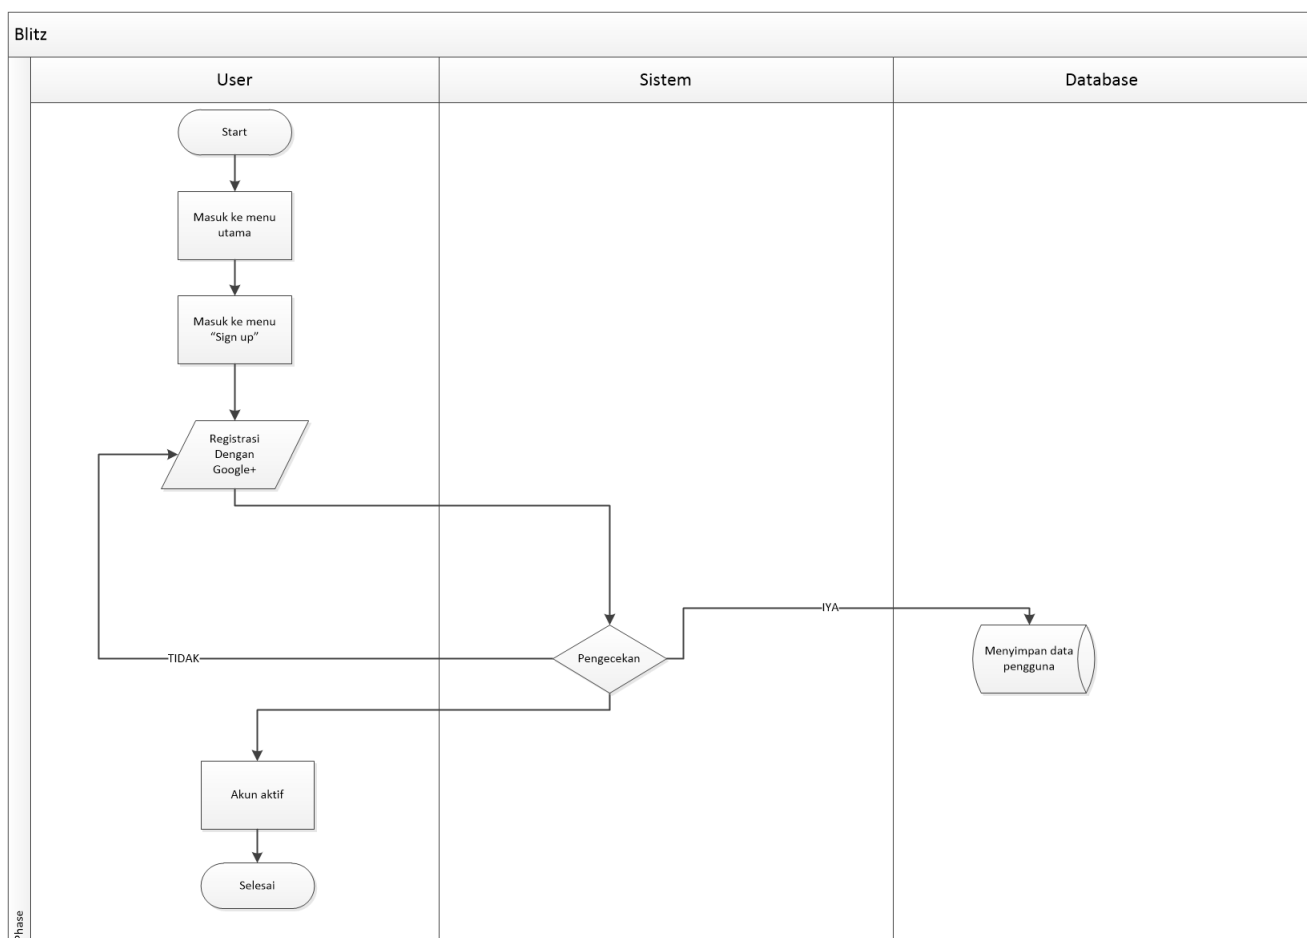 Blitz
User
Sistem
Database
Start
Masuk ke menu
utama
Masuk ke menu
“Sign up”
Registrasi
Dengan
Google+
IYA
TIDAK
Pengecekan
Menyimpan data
pengguna
Akun aktif
Selesai
Phase